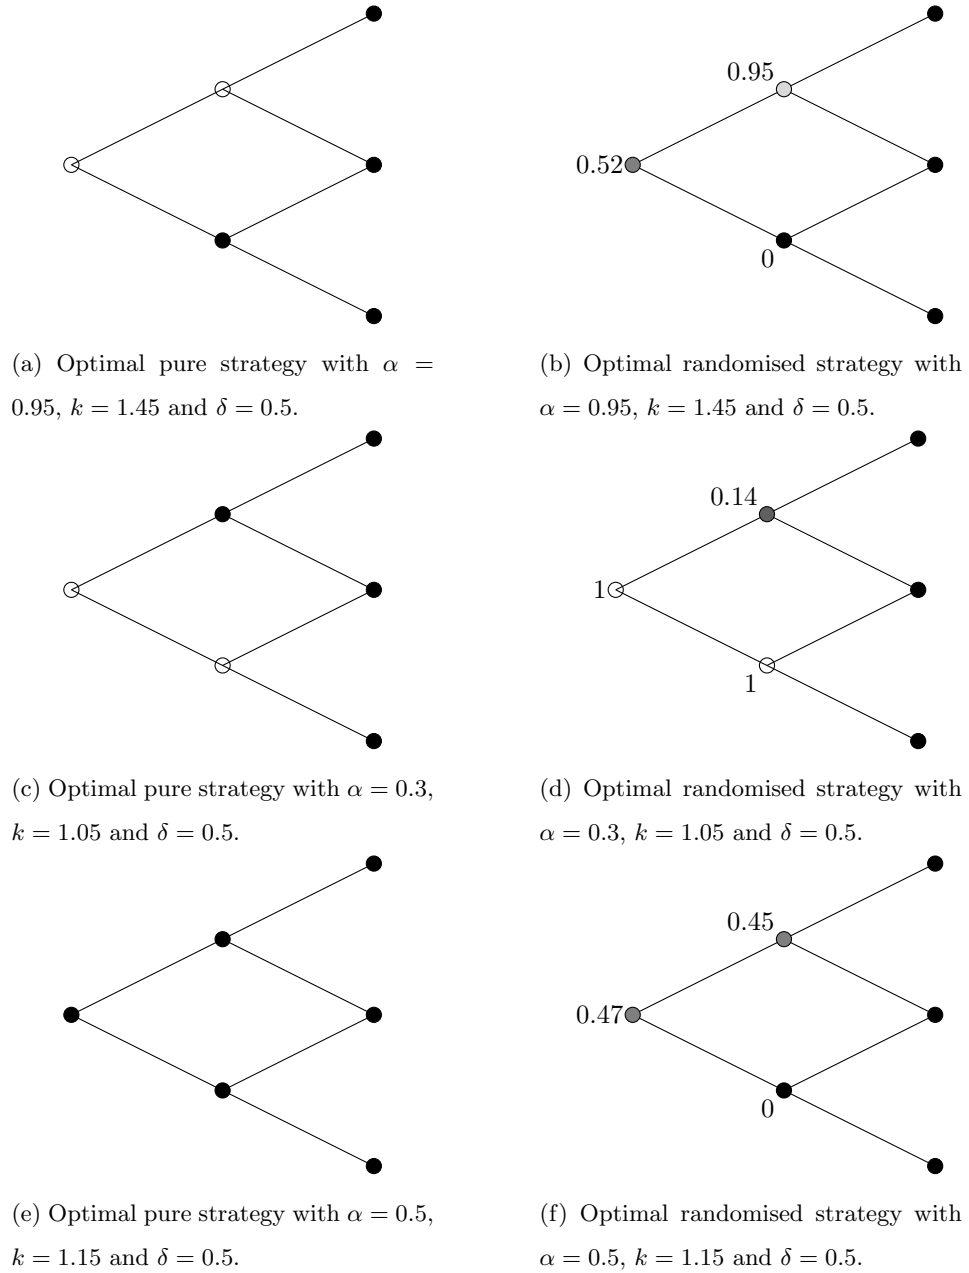 0.95
0.52
0
(a) Optimal pure strategy with α =
0.95, k = 1.45 and δ = 0.5.
(b) Optimal randomised strategy with
α = 0.95, k = 1.45 and δ = 0.5.
0.14
1
1
(c) Optimal pure strategy with α = 0.3,
k = 1.05 and δ = 0.5.
(d) Optimal randomised strategy with
α = 0.3, k = 1.05 and δ = 0.5.
0.45
0.47
0
(e) Optimal pure strategy with α = 0.5,
k = 1.15 and δ = 0.5.
(f) Optimal randomised strategy with
α = 0.5, k = 1.15 and δ = 0.5.